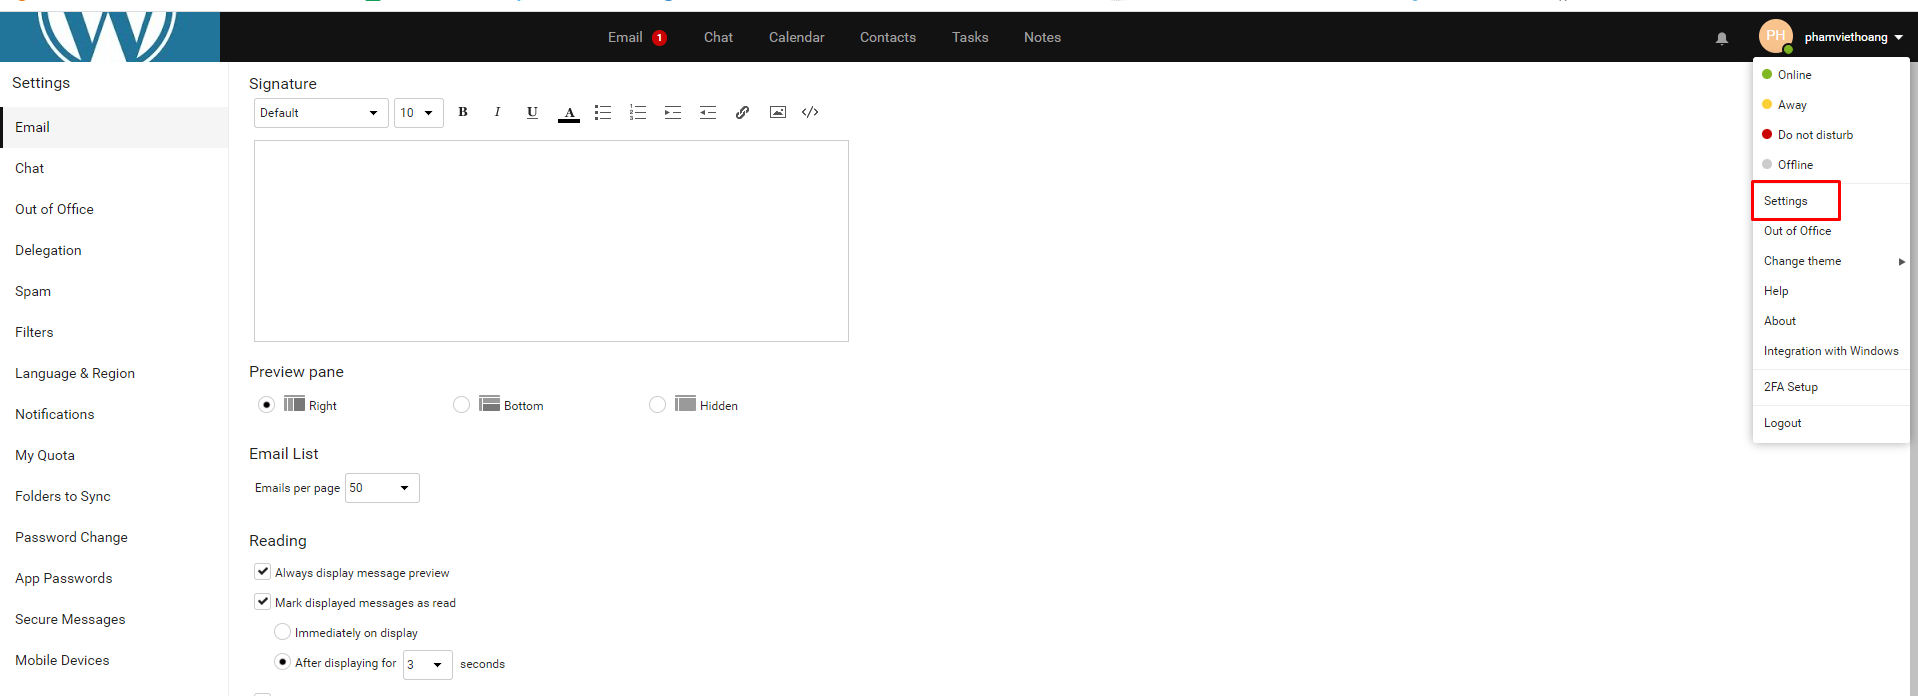 Email 1 Chat Calendar Contacts Tasks Notes
PH phamviethoang
Settings
Email
Chat
Out of Office
Delegation
Spam
Filters
Language & Region
Notifications
My Quota
Folders to Sync
Password Change
App Passwords
Secure Messages
Mobile Devices
Signature
Default 10 B I U A </>
Preview pane
Right Bottom Hidden
Email List
Emails per page 50
Reading
Always display message preview
Mark displayed messages as read
Immediately on display
After displaying for 3 seconds
Online
Away
Do not disturb
Offline
Settings
Out of Office
Change theme
Help
About
Integration with Windows
2FA Setup
Logout